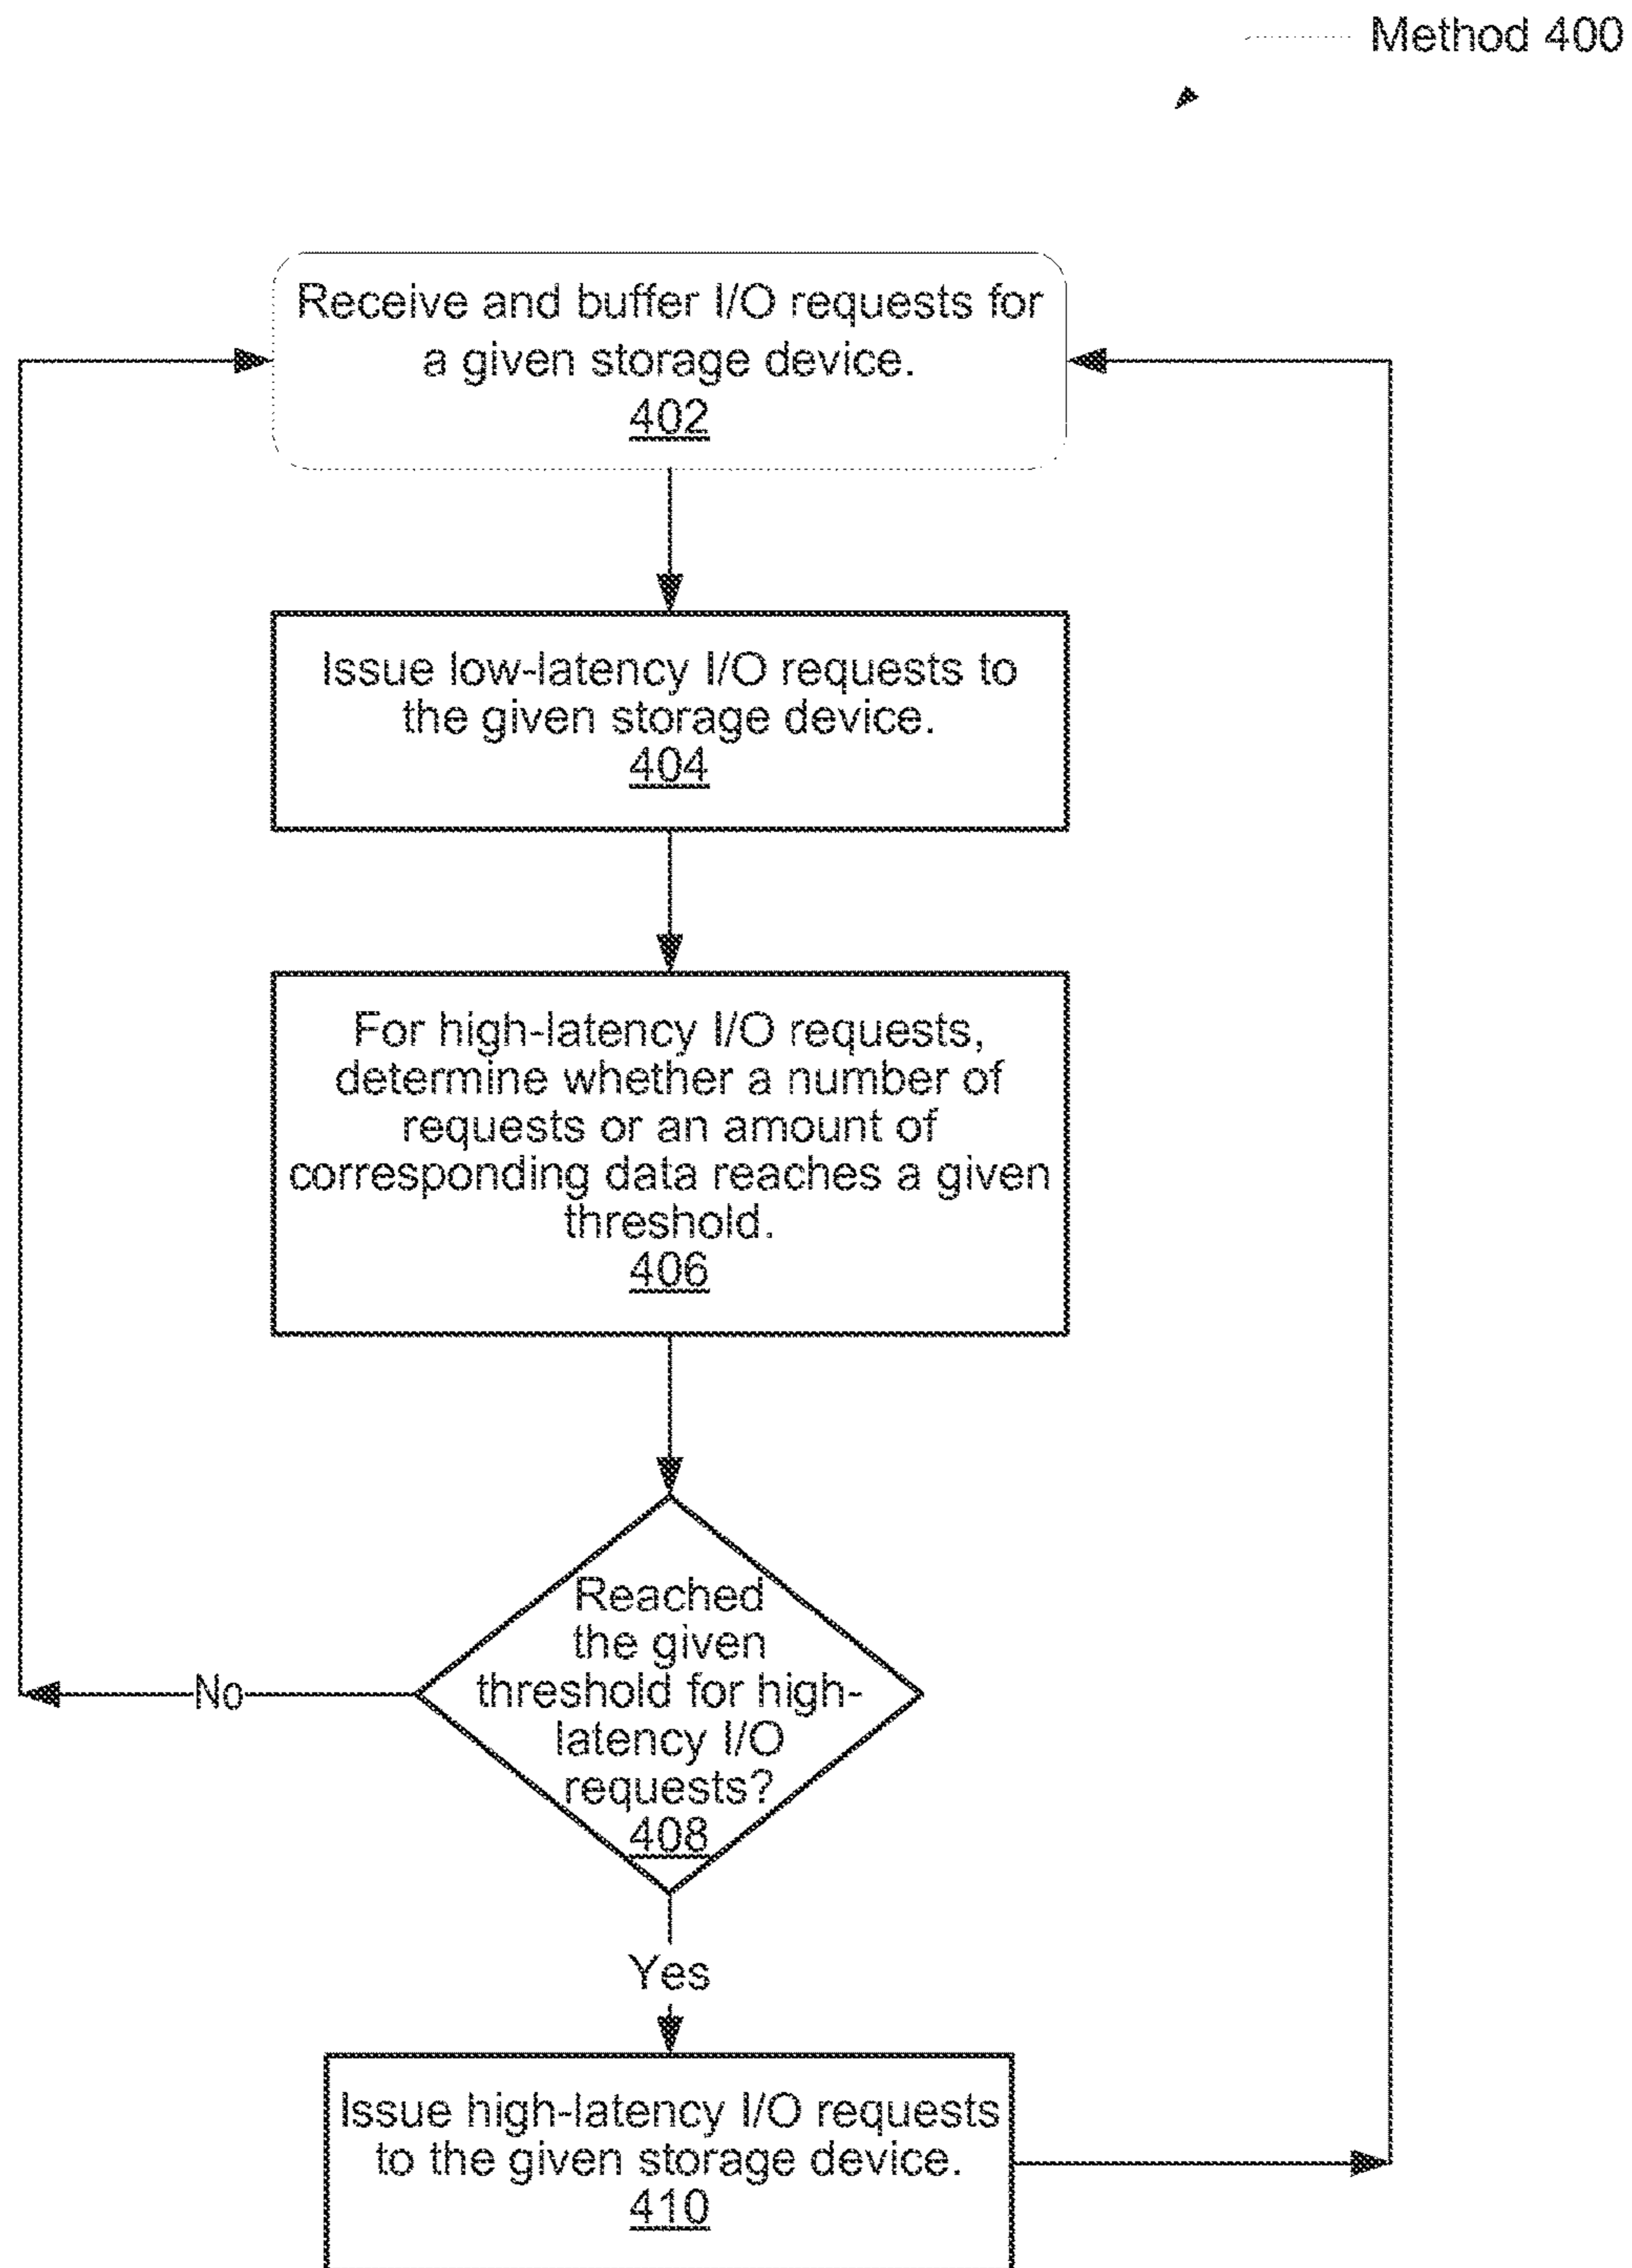 Method 400
Receive and buffer I/O requests for
a given storage device.
402
Issue low-latency I/O requests to
the given storage device.
404
For high-latency I/O requests,
determine whether a number of
requests or an amount of
corresponding data reaches a given
threshold.
406
Reached
the given
threshold for high-
latency I/O
requests?
408
No
Yes
Issue high-latency I/O requests
to the given storage device.
410